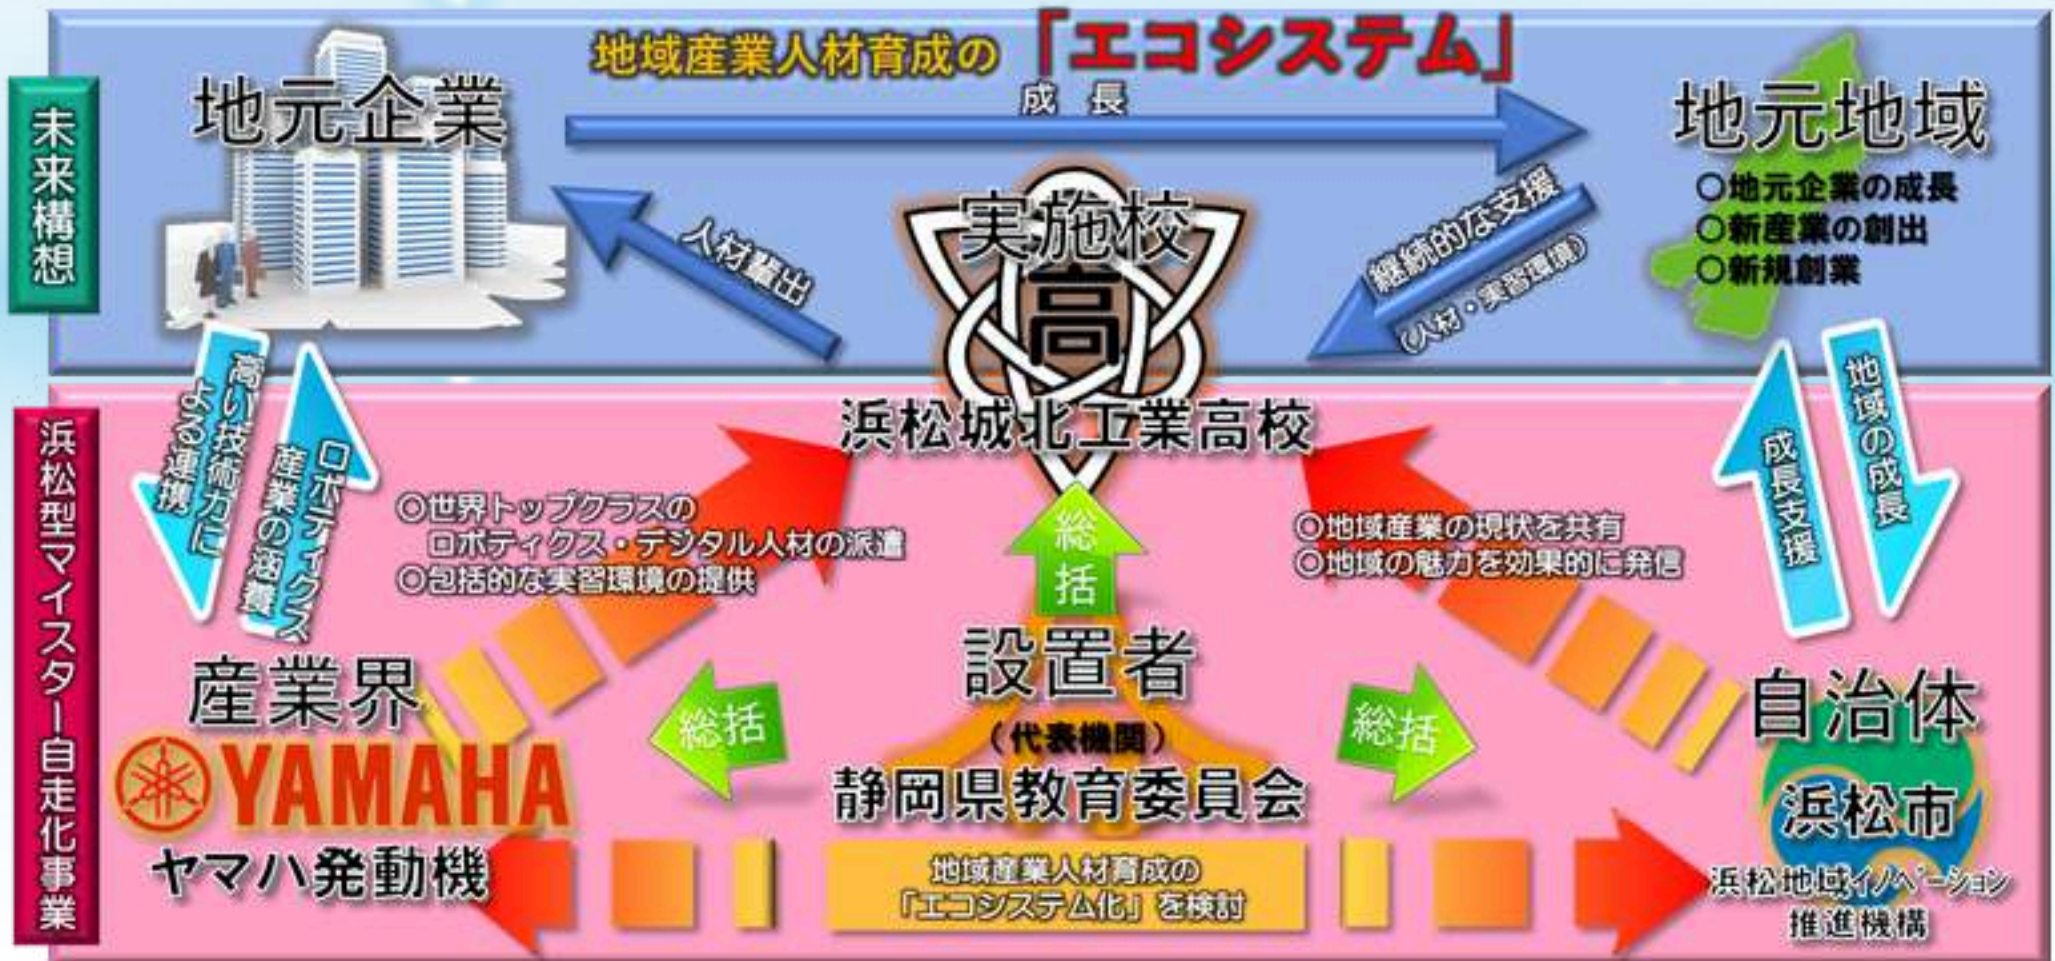 地域産業人材育成の「エコシステム」
未来構想
地元企業
成 長
地元地域
○地元企業の成長
○新産業の創出
○新規創業
人材輩出
実施校
高
継続的な支援
(人材・実習環境)
浜松城北工業高校
高い技術力に
よる連携
ロボティクス
産業の涵養
成長支援
地域の成長
浜松型マイスター自走化事業
○世界トップクラスの
ロボティクス・デジタル人材の派遣
○包括的な実習環境の提供
総括
○地域産業の現状を共有
○地域の魅力を効果的に発信
産業界
YAMAHA
ヤマハ発動機
総括
設置者
(代表機関)
静岡県教育委員会
総括
自治体
浜松市
浜松地域イノベーション
推進機構
地域産業人材育成の
「エコシステム化」を検討